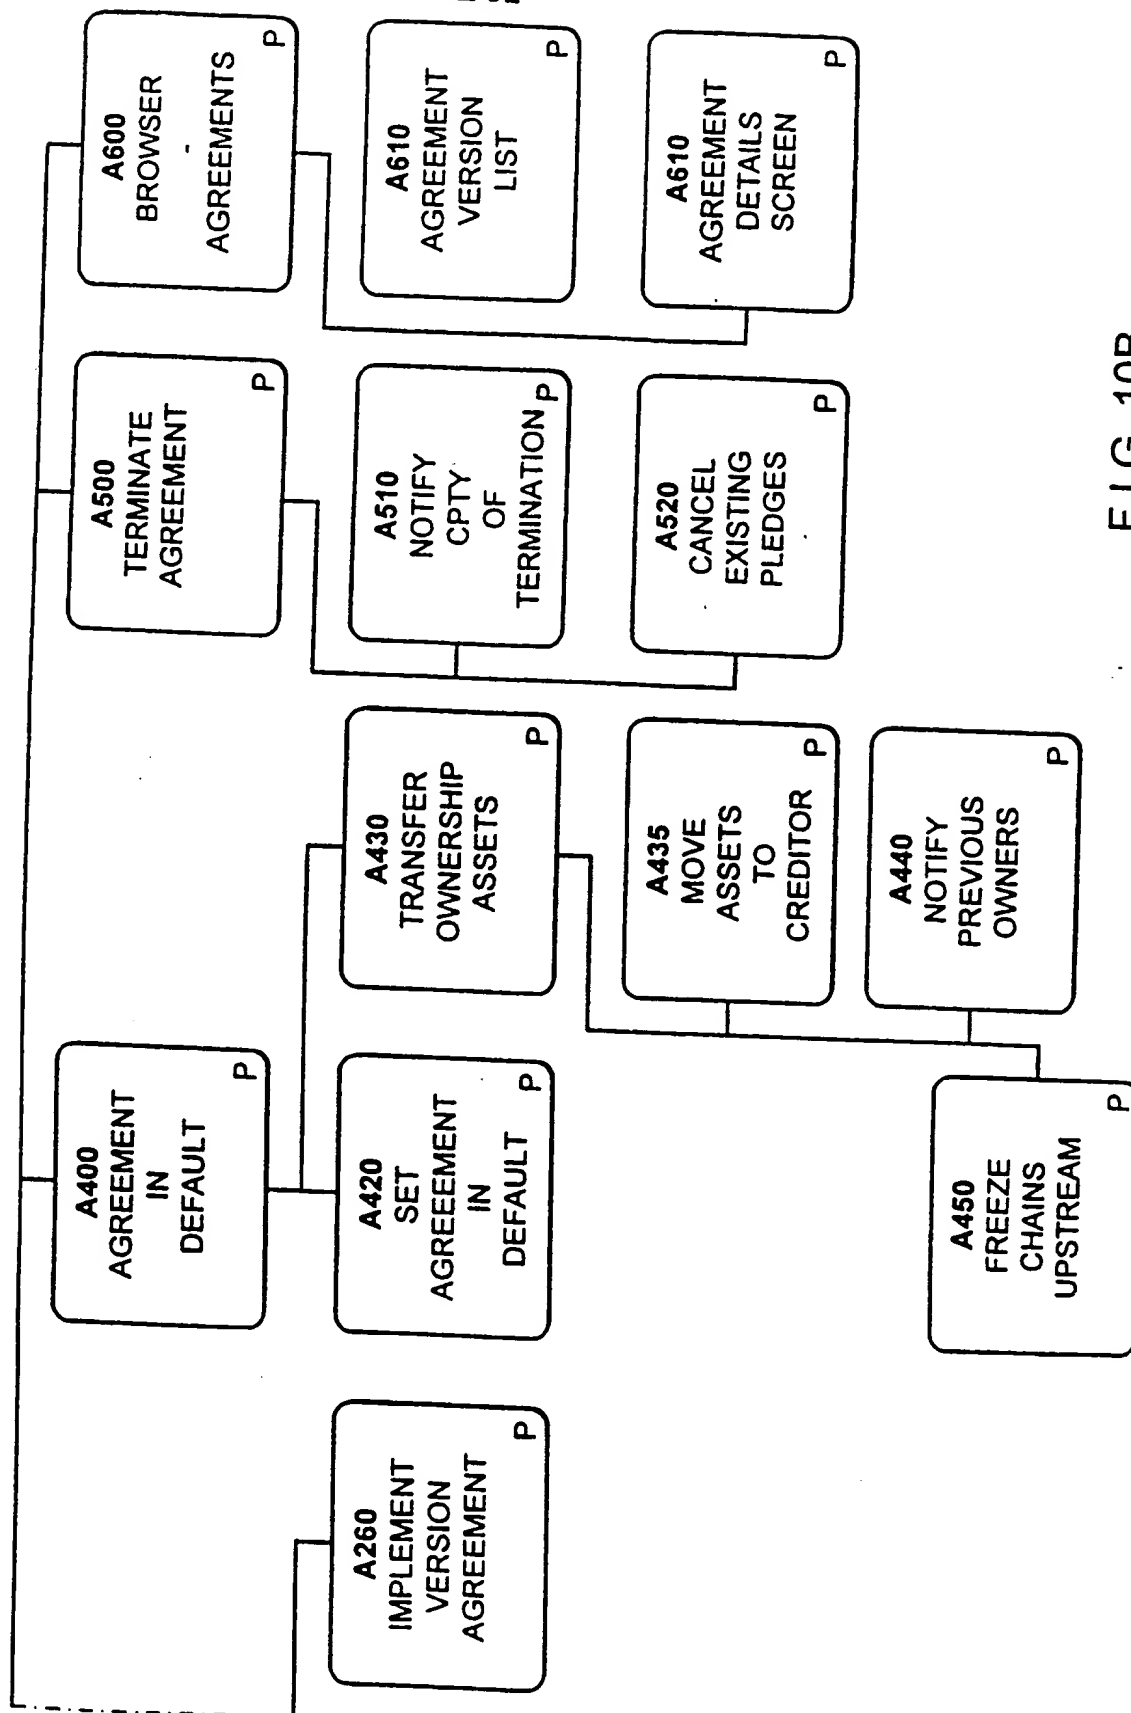 A260
IMPLEMENT
VERSION
AGREEMENT
P
A400
AGREEMENT
IN
DEFAULT
P
A420
SET
AGREEEMENT
IN
DEFAULT
P
A430
TRANSFER
OWNERSHIP
ASSETS
P
A435
MOVE
ASSETS
TO
CREDITOR
P
A440
NOTIFY
PREVIOUS
OWNERS
P
A450
FREEZE
CHAINS
UPSTREAM
P
A500
TERMINATE
AGREEMENT
P
A510
NOTIFY
CPTY
OF
TERMINATION
P
A520
CANCEL
EXISTING
PLEDGES
P
A600
BROWSER
AGREEMENTS
P
A610
AGREEMENT
VERSION
LIST
P
A610
AGREEMENT
DETAILS
SCREEN
P
FIG 10B